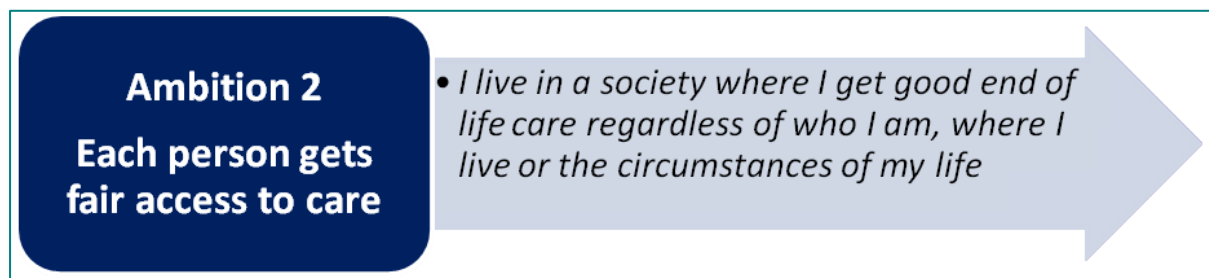 Ambition 2
Each person gets
fair access to care
• I live in a society where I get good end of
life care regardless of who I am, where I
live or the circumstances of my life